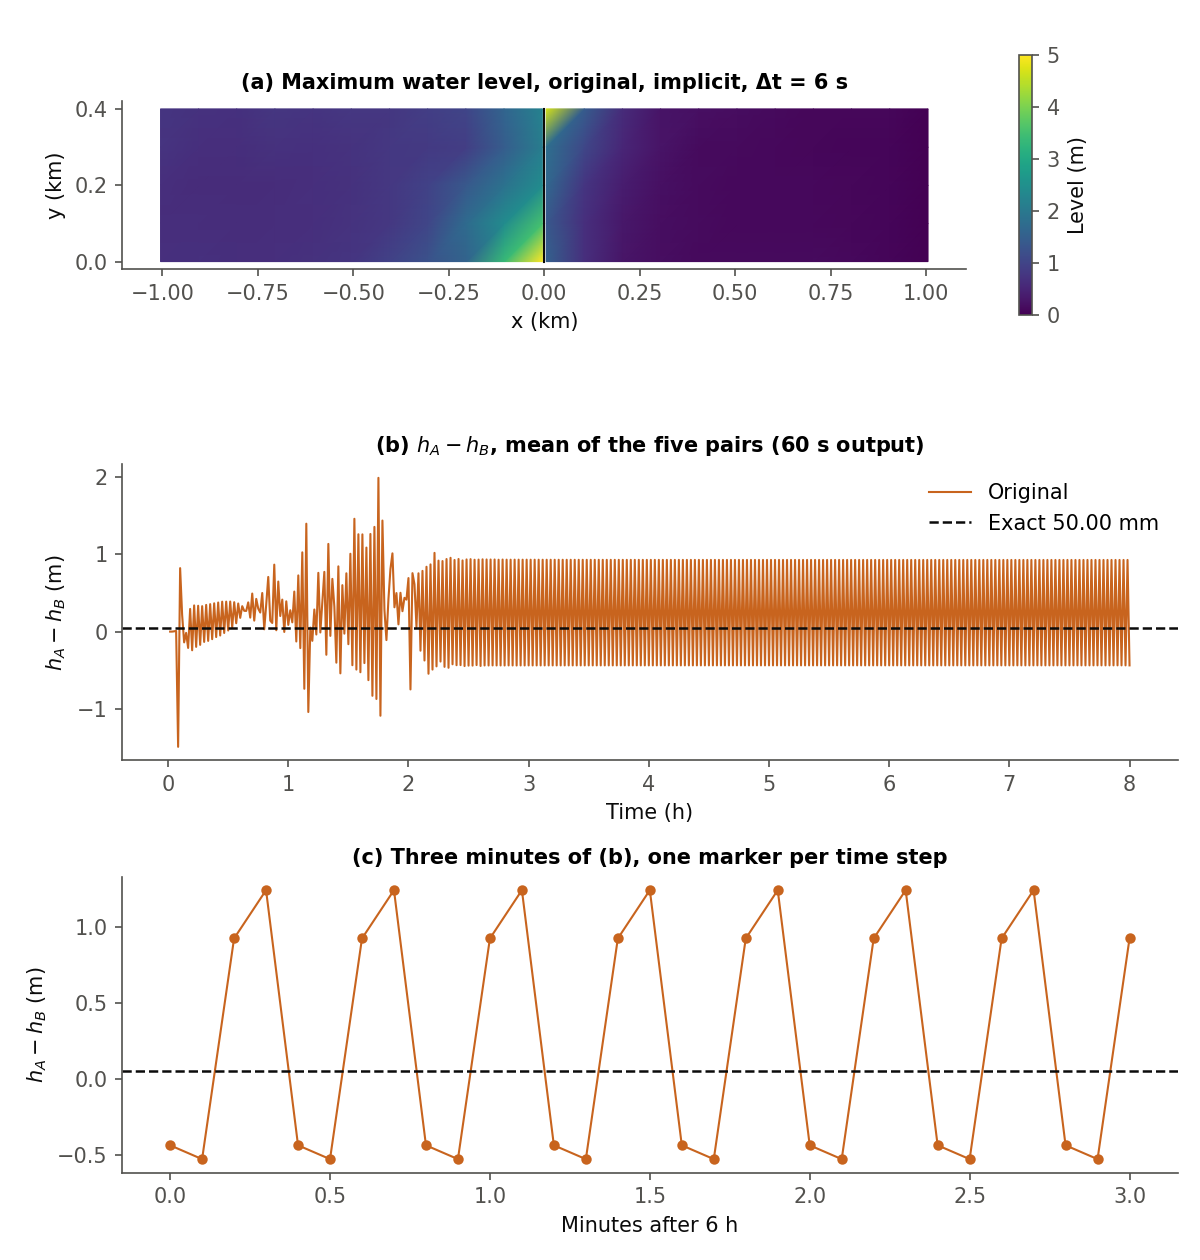 (a) Maximum water level, original, implicit, Δt = 6 s
y (km)
0.4
0.2
0.0
−1.00 −0.75 −0.50 −0.25 0.00 0.25 0.50 0.75 1.00
x (km)
5
4
3
2
1
0
Level (m)
(b) h_A − h_B, mean of the five pairs (60 s output)
h_A − h_B (m)
2
1
0
−1
Original
Exact 50.00 mm
0 1 2 3 4 5 6 7 8
Time (h)
(c) Three minutes of (b), one marker per time step
h_A − h_B (m)
1.0
0.5
0.0
−0.5
0.0 0.5 1.0 1.5 2.0 2.5 3.0
Minutes after 6 h